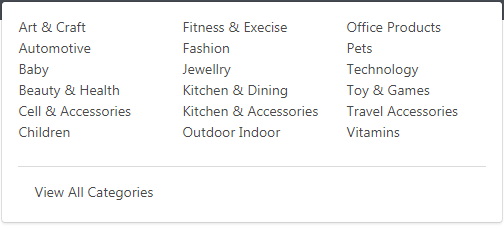 Art & Craft
Automotive
Baby
Beauty & Health
Cell & Accessories
Children
Fitness & Execise
Fashion
Jewellry
Kitchen & Dining
Kitchen & Accessories
Outdoor Indoor
Office Products
Pets
Technology
Toy & Games
Travel Accessories
Vitamins
View All Categories